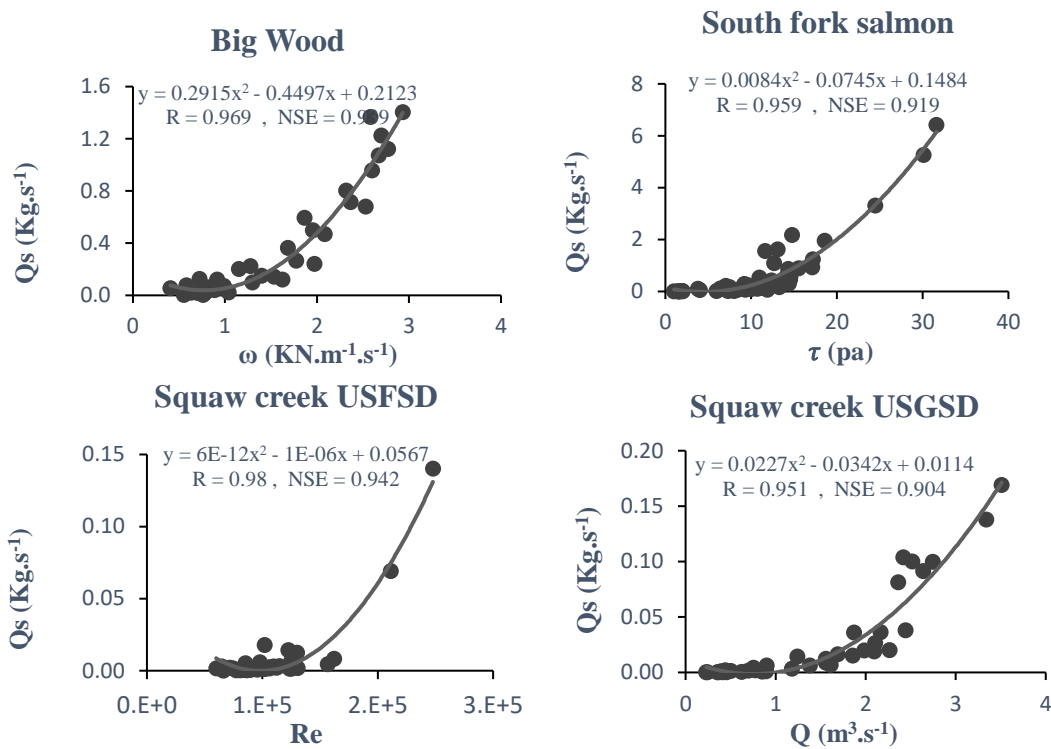 Big Wood
y = 0.2915x² - 0.4497x + 0.2123
R = 0.969 , NSE =
Qs (Kg.s⁻¹)
1.6
1.2
0.8
0.4
0.0
0 1 2 3 4
ω (KN.m⁻¹.s⁻¹)
South fork salmon
y = 0.0084x² - 0.0745x + 0.1484
R = 0.959 , NSE = 0.919
Qs (Kg.s⁻¹)
8
6
4
2
0
0 10 20 30 40
τ (pa)
Squaw creek USFSD
y = 6E-12x² - 1E-06x + 0.0567
R = 0.98 , NSE = 0.942
Qs (Kg.s⁻¹)
0.15
0.10
0.05
0.00
0.E+0 1.E+5 2.E+5 3.E+5
Re
Squaw creek USGSD
y = 0.0227x² - 0.0342x + 0.0114
R = 0.951 , NSE = 0.904
Qs (Kg.s⁻¹)
0.20
0.15
0.10
0.05
0.00
0 1 2 3 4
Q (m³.s⁻¹)